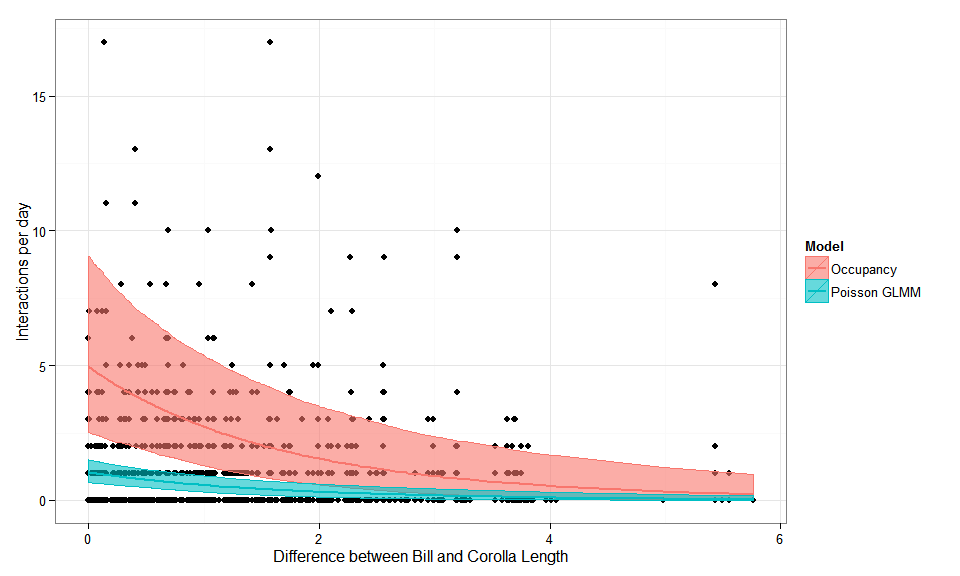 15
10
5
0
0
2
4
6
Interactions per day
Difference between Bill and Corolla Length
Model
Occupancy
Poisson GLMM